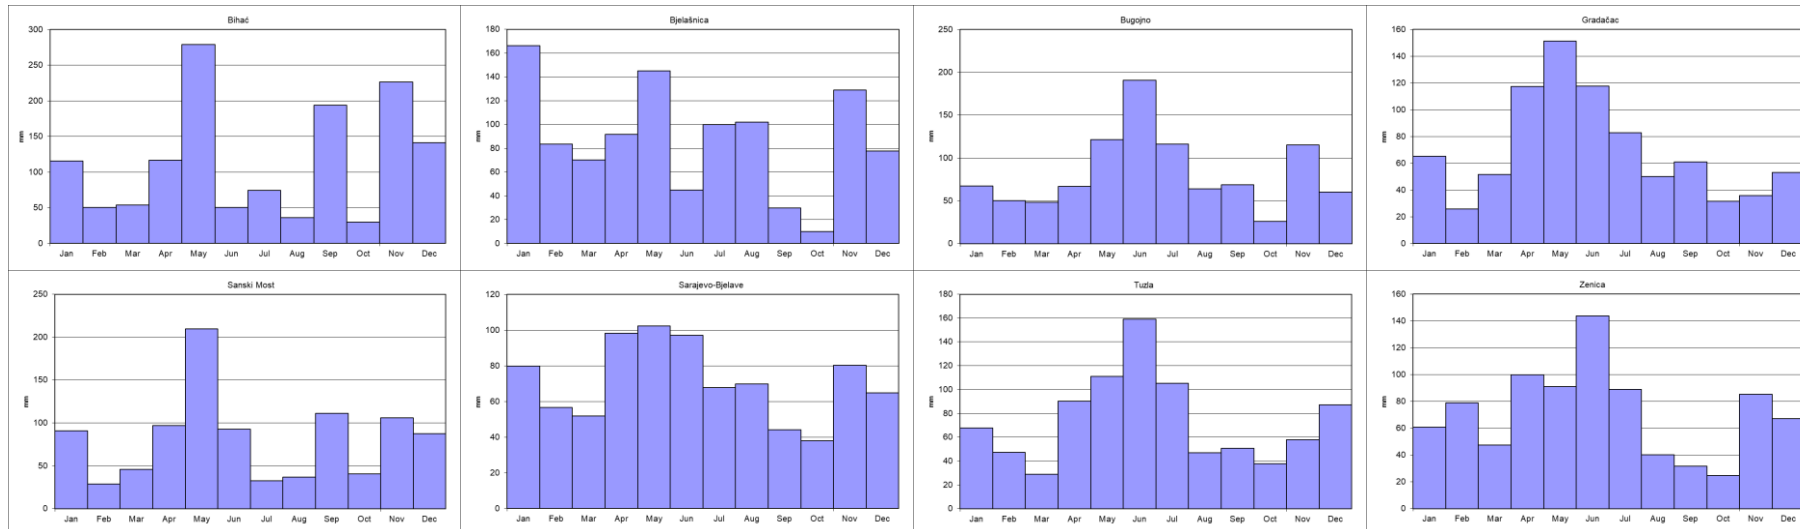 Bihać
300
250
200
150
100
50
0
mm
Jan Feb Mar Apr May Jun Jul Aug Sep Oct Nov Dec
Bjelašnica
180
160
140
120
100
80
60
40
20
0
mm
Jan Feb Mar Apr May Jun Jul Aug Sep Oct Nov Dec
Bugojno
250
200
150
100
50
0
mm
Jan Feb Mar Apr May Jun Jul Aug Sep Oct Nov Dec
Gradačac
160
140
120
100
80
60
40
20
0
mm
Jan Feb Mar Apr May Jun Jul Aug Sep Oct Nov Dec
Sanski Most
250
200
150
100
50
0
mm
Jan Feb Mar Apr May Jun Jul Aug Sep Oct Nov Dec
Sarajevo-Bjelave
120
100
80
60
40
20
0
mm
Jan Feb Mar Apr May Jun Jul Aug Sep Oct Nov Dec
Tuzla
180
160
140
120
100
80
60
40
20
0
mm
Jan Feb Mar Apr May Jun Jul Aug Sep Oct Nov Dec
Zenica
160
140
120
100
80
60
40
20
0
mm
Jan Feb Mar Apr May Jun Jul Aug Sep Oct Nov Dec